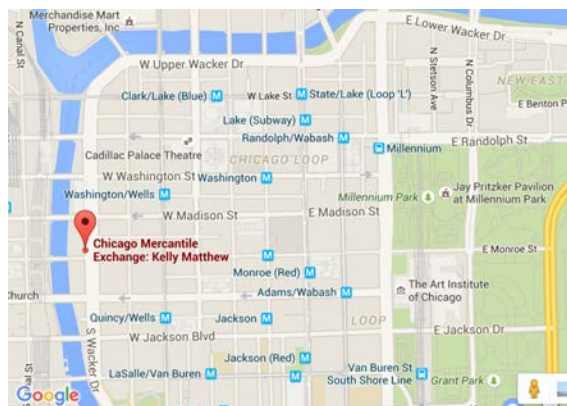 Merchandise Mart
Properties, Inc
E Lower Wacker Dr
N Canal St
W Upper Wacker Dr
N Stetson Ave
N Columbus Dr
NEW EAST
Clark/Lake (Blue)
W Lake St
State/Lake (Loop 'L')
E Benton P
Lake (Subway)
Randolph/Wabash
E Randolph St
Cadillac Palace Theatre
CHICAGO LOOP
Millennium
W Washington St
Washington
Washington/Wells
Millennium Park
Jay Pritzker Pavilion
at Millennium Park
W Madison St
E Madison St
Chicago Mercantile
Exchange: Kelly Matthew
E Monroe St
Monroe (Red)
The Art Institute
of Chicago
Church
Adams/Wabash
Quincy/Wells
Jackson
LOOP
S Wacker Dr
W Jackson Blvd
E Jackson Dr
Jackson (Red)
LaSalle/Van Buren
Van Buren St
South Shore Line
Grant Park
Google